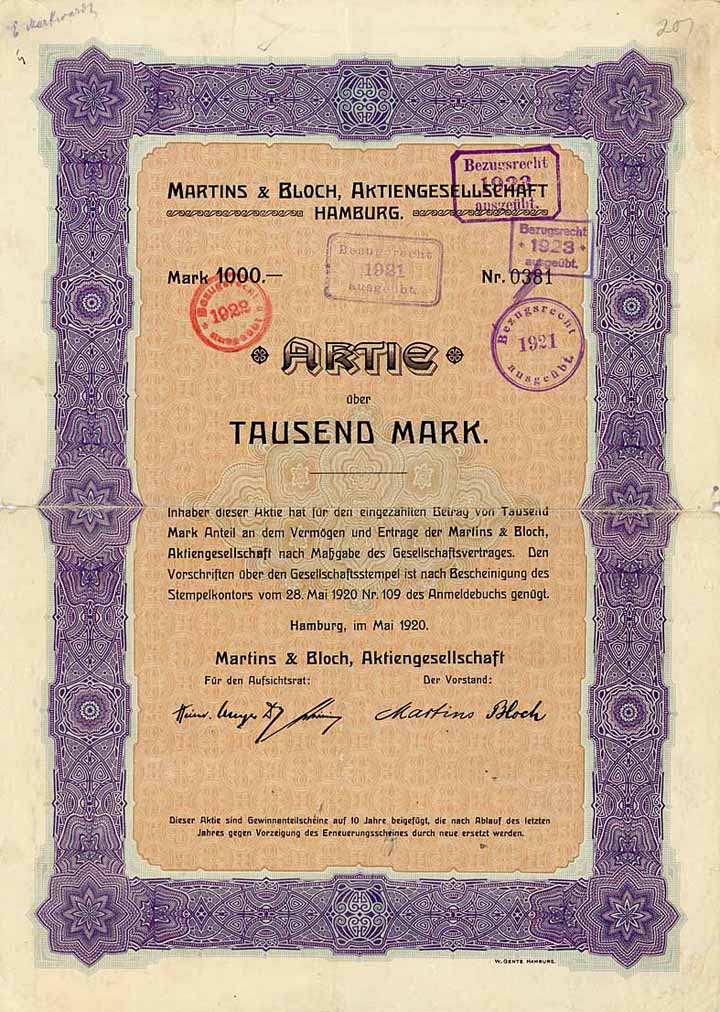 E Markwardt
201
MARTINS & BLOCH, AKTIENGESELLSCHAFT
HAMBURG.
Bezugsrecht
1923
ausgeübt.
Bezugsrecht
* 1923 *
ausgeübt.
Bezugsrecht
1921
ausgeübt.
Mark 1000.—
Nr. 0381
Bezugsrecht
1922
ausgeübt
Bezugsrecht
1921
ausgeübt.
AKTIE
über
TAUSEND MARK.
Inhaber dieser Aktie hat für den eingezahlten Betrag von Tausend
Mark Anteil an dem Vermögen und Ertrage der Martins & Bloch,
Aktiengesellschaft nach Maßgabe des Gesellschaftsvertrages. Den
Vorschriften über den Gesellschaftsstempel ist nach Bescheinigung des
Stempelkontors vom 28. Mai 1920 Nr. 109 des Anmeldebuchs genügt.
Hamburg, im Mai 1920.
Martins & Bloch, Aktiengesellschaft
Für den Aufsichtsrat:
Der Vorstand:
Martins Bloch
Dieser Aktie sind Gewinnanteilscheine auf 10 Jahre beigefügt, die nach Ablauf des letzten
Jahres gegen Vorzeigung des Erneuerungsscheines durch neue ersetzt werden.
W. GENTE HAMBURG.